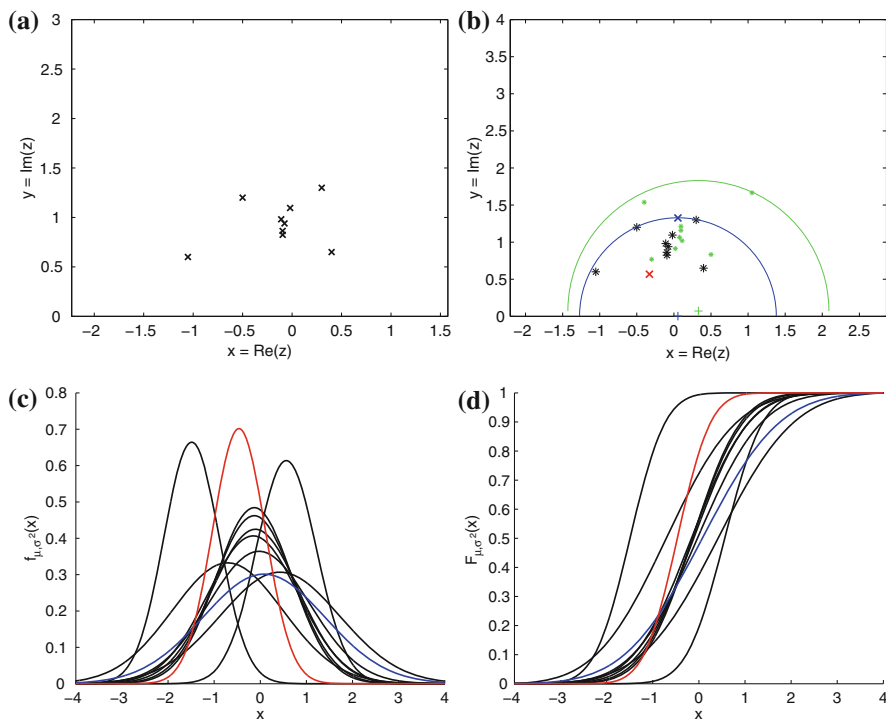 (a)
3
2.5
2
1.5
1
0.5
0
y = Im(z)
−2 −1.5 −1 −0.5 0 0.5 1 1.5
x = Re(z)
(b)
4
3.5
3
2.5
2
1.5
1
0.5
0
y = Im(z)
−2 −1.5 −1 −0.5 0 0.5 1 1.5 2 2.5
x = Re(z)
(c)
0.8
0.7
0.6
0.5
0.4
0.3
0.2
0.1
0
f_{μ,σ²}(x)
−4 −3 −2 −1 0 1 2 3 4
x
(d)
1
0.9
0.8
0.7
0.6
0.5
0.4
0.3
0.2
0.1
0
F_{μ,σ²}(x)
−4 −3 −2 −1 0 1 2 3 4
x